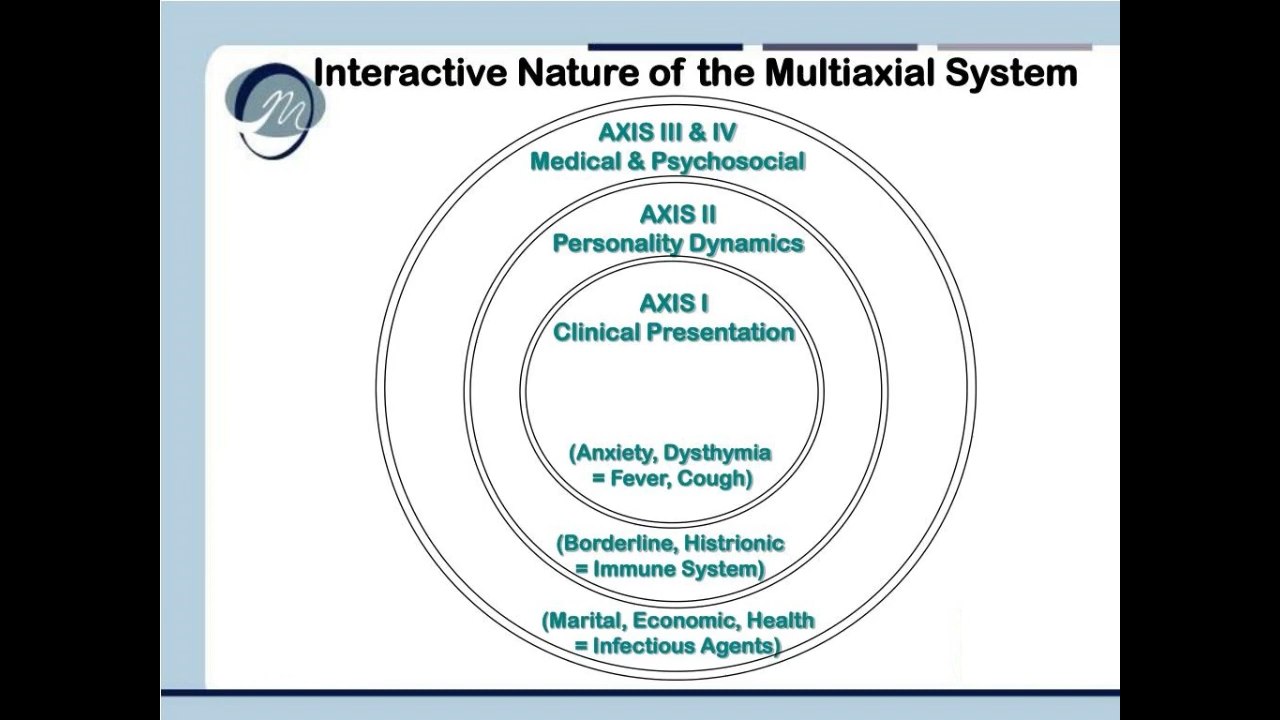 Interactive Nature of the Multiaxial System
m
AXIS III & IV
Medical & Psychosocial
AXIS II
Personality Dynamics
AXIS I
Clinical Presentation
(Anxiety, Dysthymia
= Fever, Cough)
(Borderline, Histrionic
= Immune System)
(Marital, Economic, Health
= Infectious Agents)